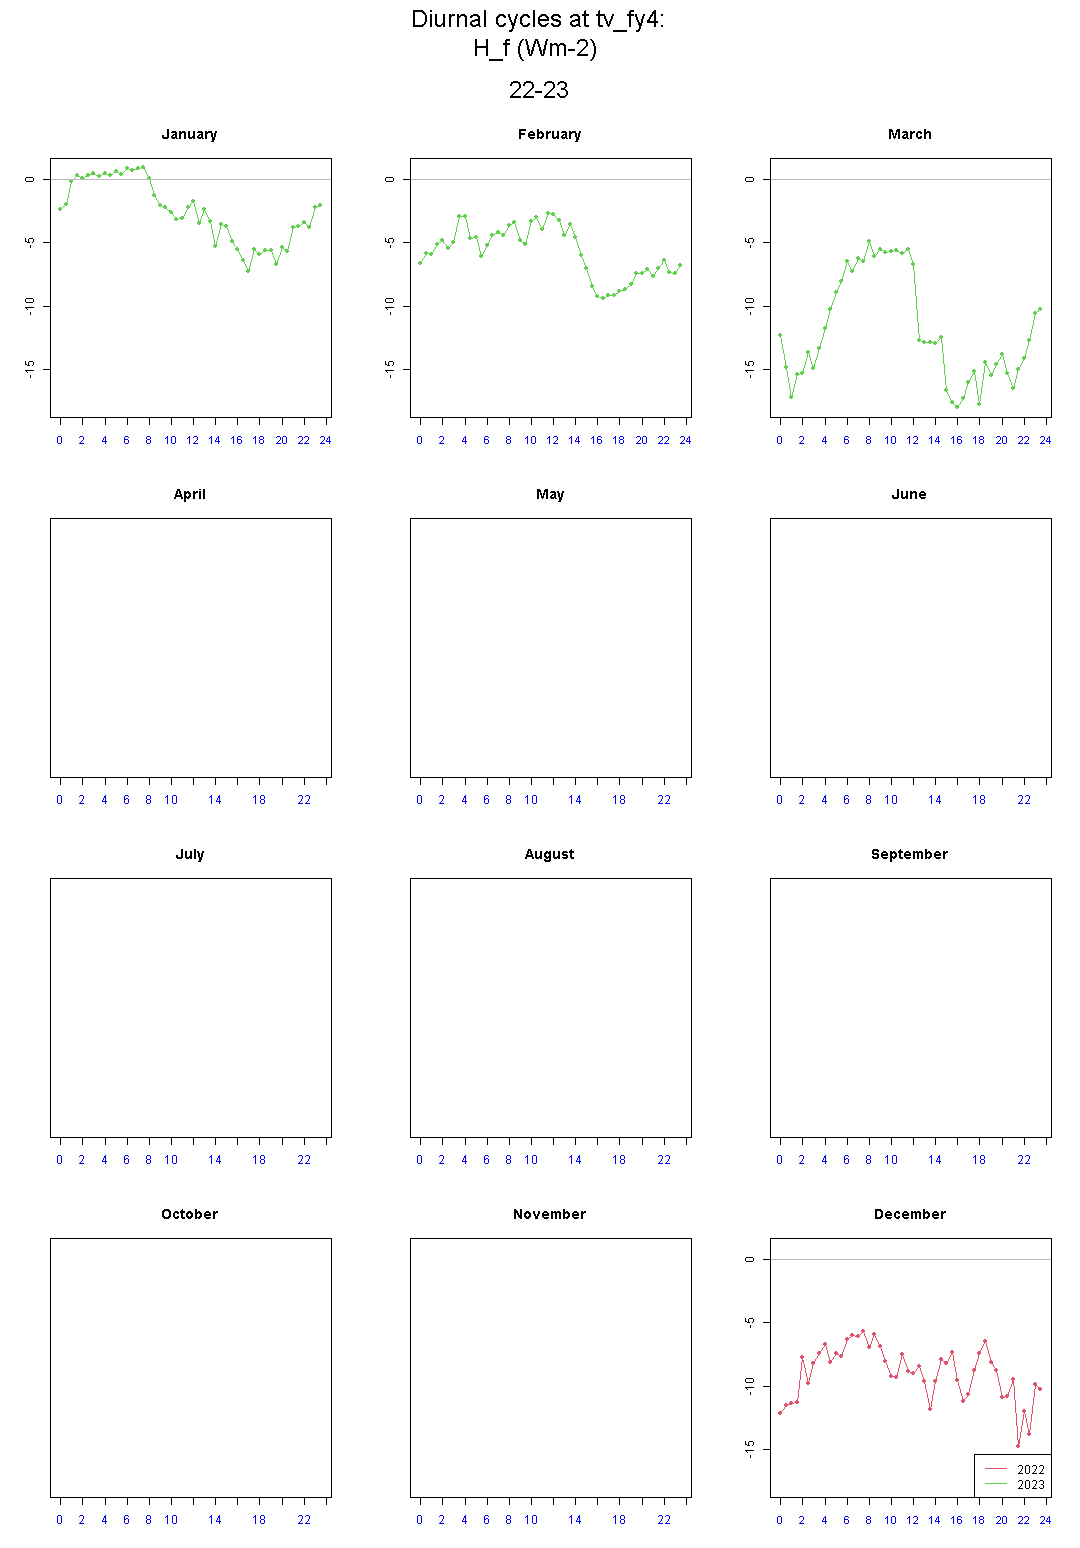 Diurnal cycles at tv_fy4:
H_f (Wm-2)
22-23
January February March
0 0 0
-5 -5 -5
-10 -10 -10
-15 -15 -15
0 2 4 6 8 10 12 14 16 18 20 22 24 0 2 4 6 8 10 12 14 16 18 20 22 24 0 2 4 6 8 10 12 14 16 18 20 22 24
April May June
0 2 4 6 8 10 14 18 22 0 2 4 6 8 10 14 18 22 0 2 4 6 8 10 14 18 22
July August September
0 2 4 6 8 10 14 18 22 0 2 4 6 8 10 14 18 22 0 2 4 6 8 10 14 18 22
October November December
0
-5
-10
-15
2022
2023
0 2 4 6 8 10 14 18 22 0 2 4 6 8 10 14 18 22 0 2 4 6 8 10 12 14 16 18 20 22 24